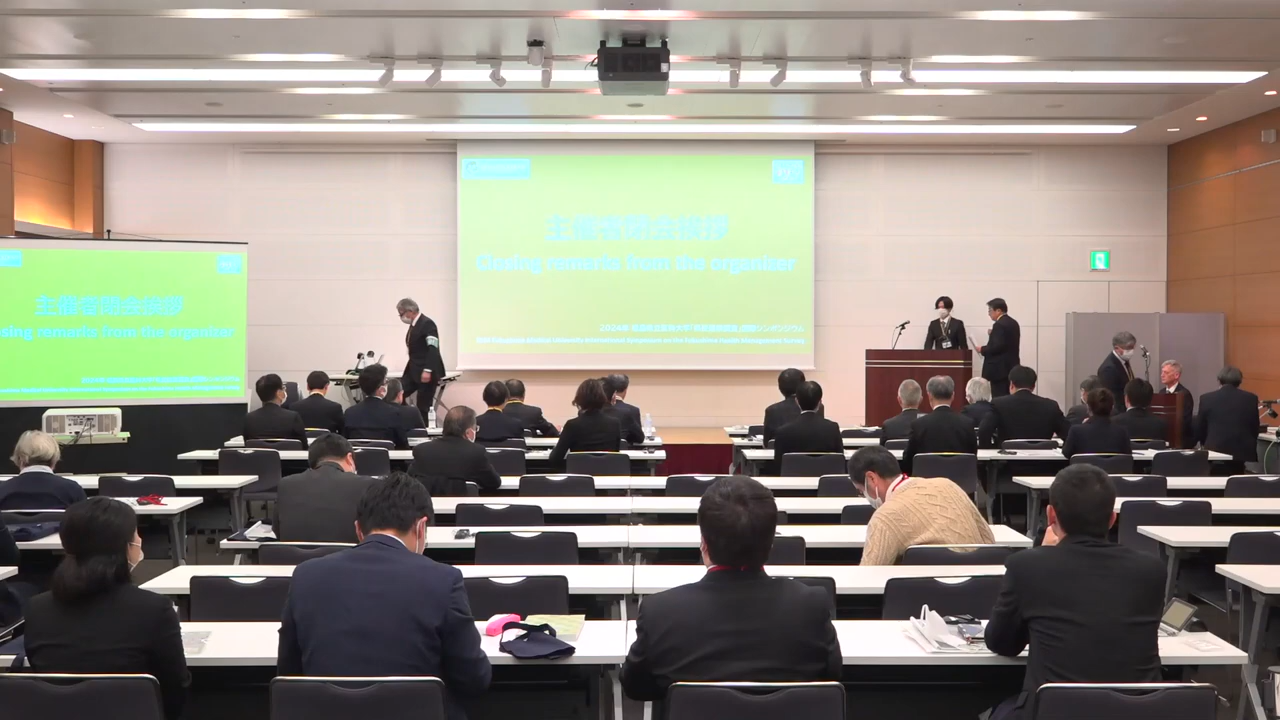 主催者閉会挨拶
Closing remarks from the organizer
2024年 福島県立医科大学「県民健康調査」国際シンポジウム
2024 Fukushima Medical University International Symposium on the Fukushima Health Management Survey
主催者閉会挨拶
sing remarks from the organizer